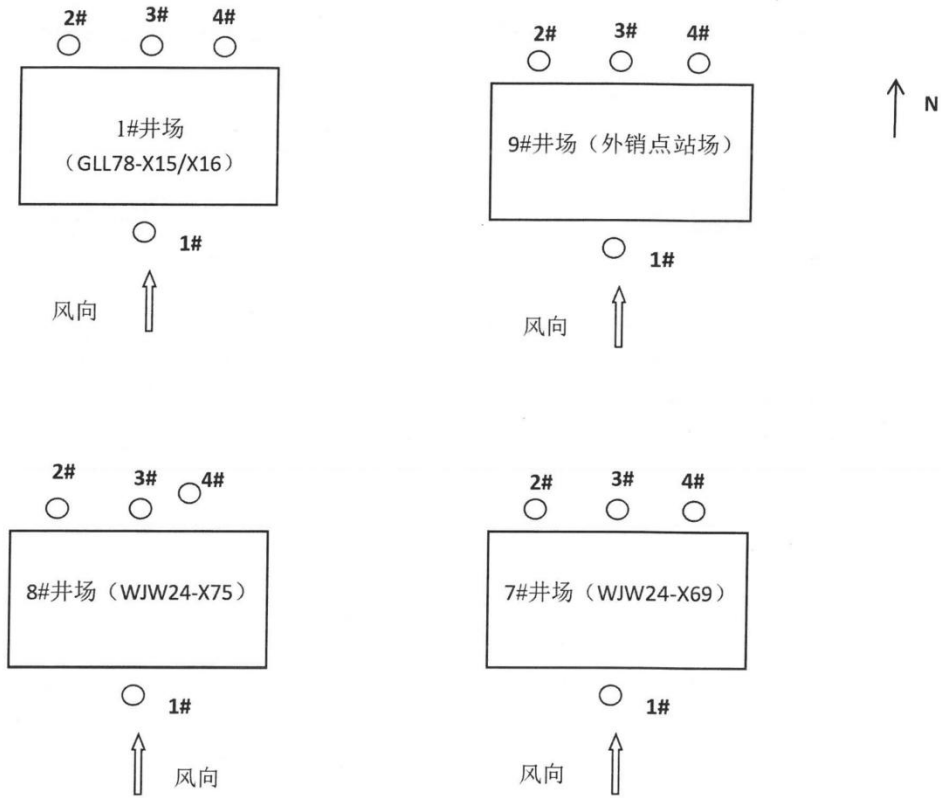 2# 3# 4#
1#井场
（GLL78-X15/X16）
1#
风向
2# 3# 4#
9#井场（外销点站场）
1#
风向
N
2# 3# 4#
8#井场（WJW24-X75）
1#
风向
2# 3# 4#
7#井场（WJW24-X69）
1#
风向